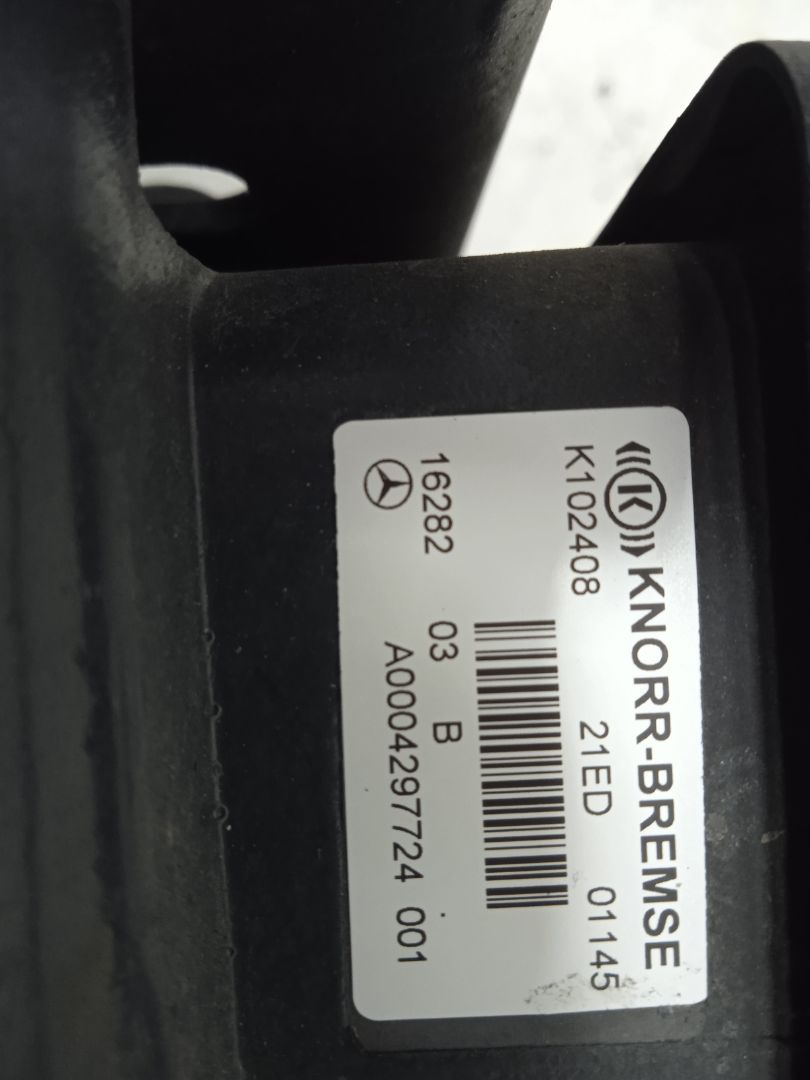 KNORR-BREMSE
K102408 21ED 01145
16282 03 B
A0004297724 001